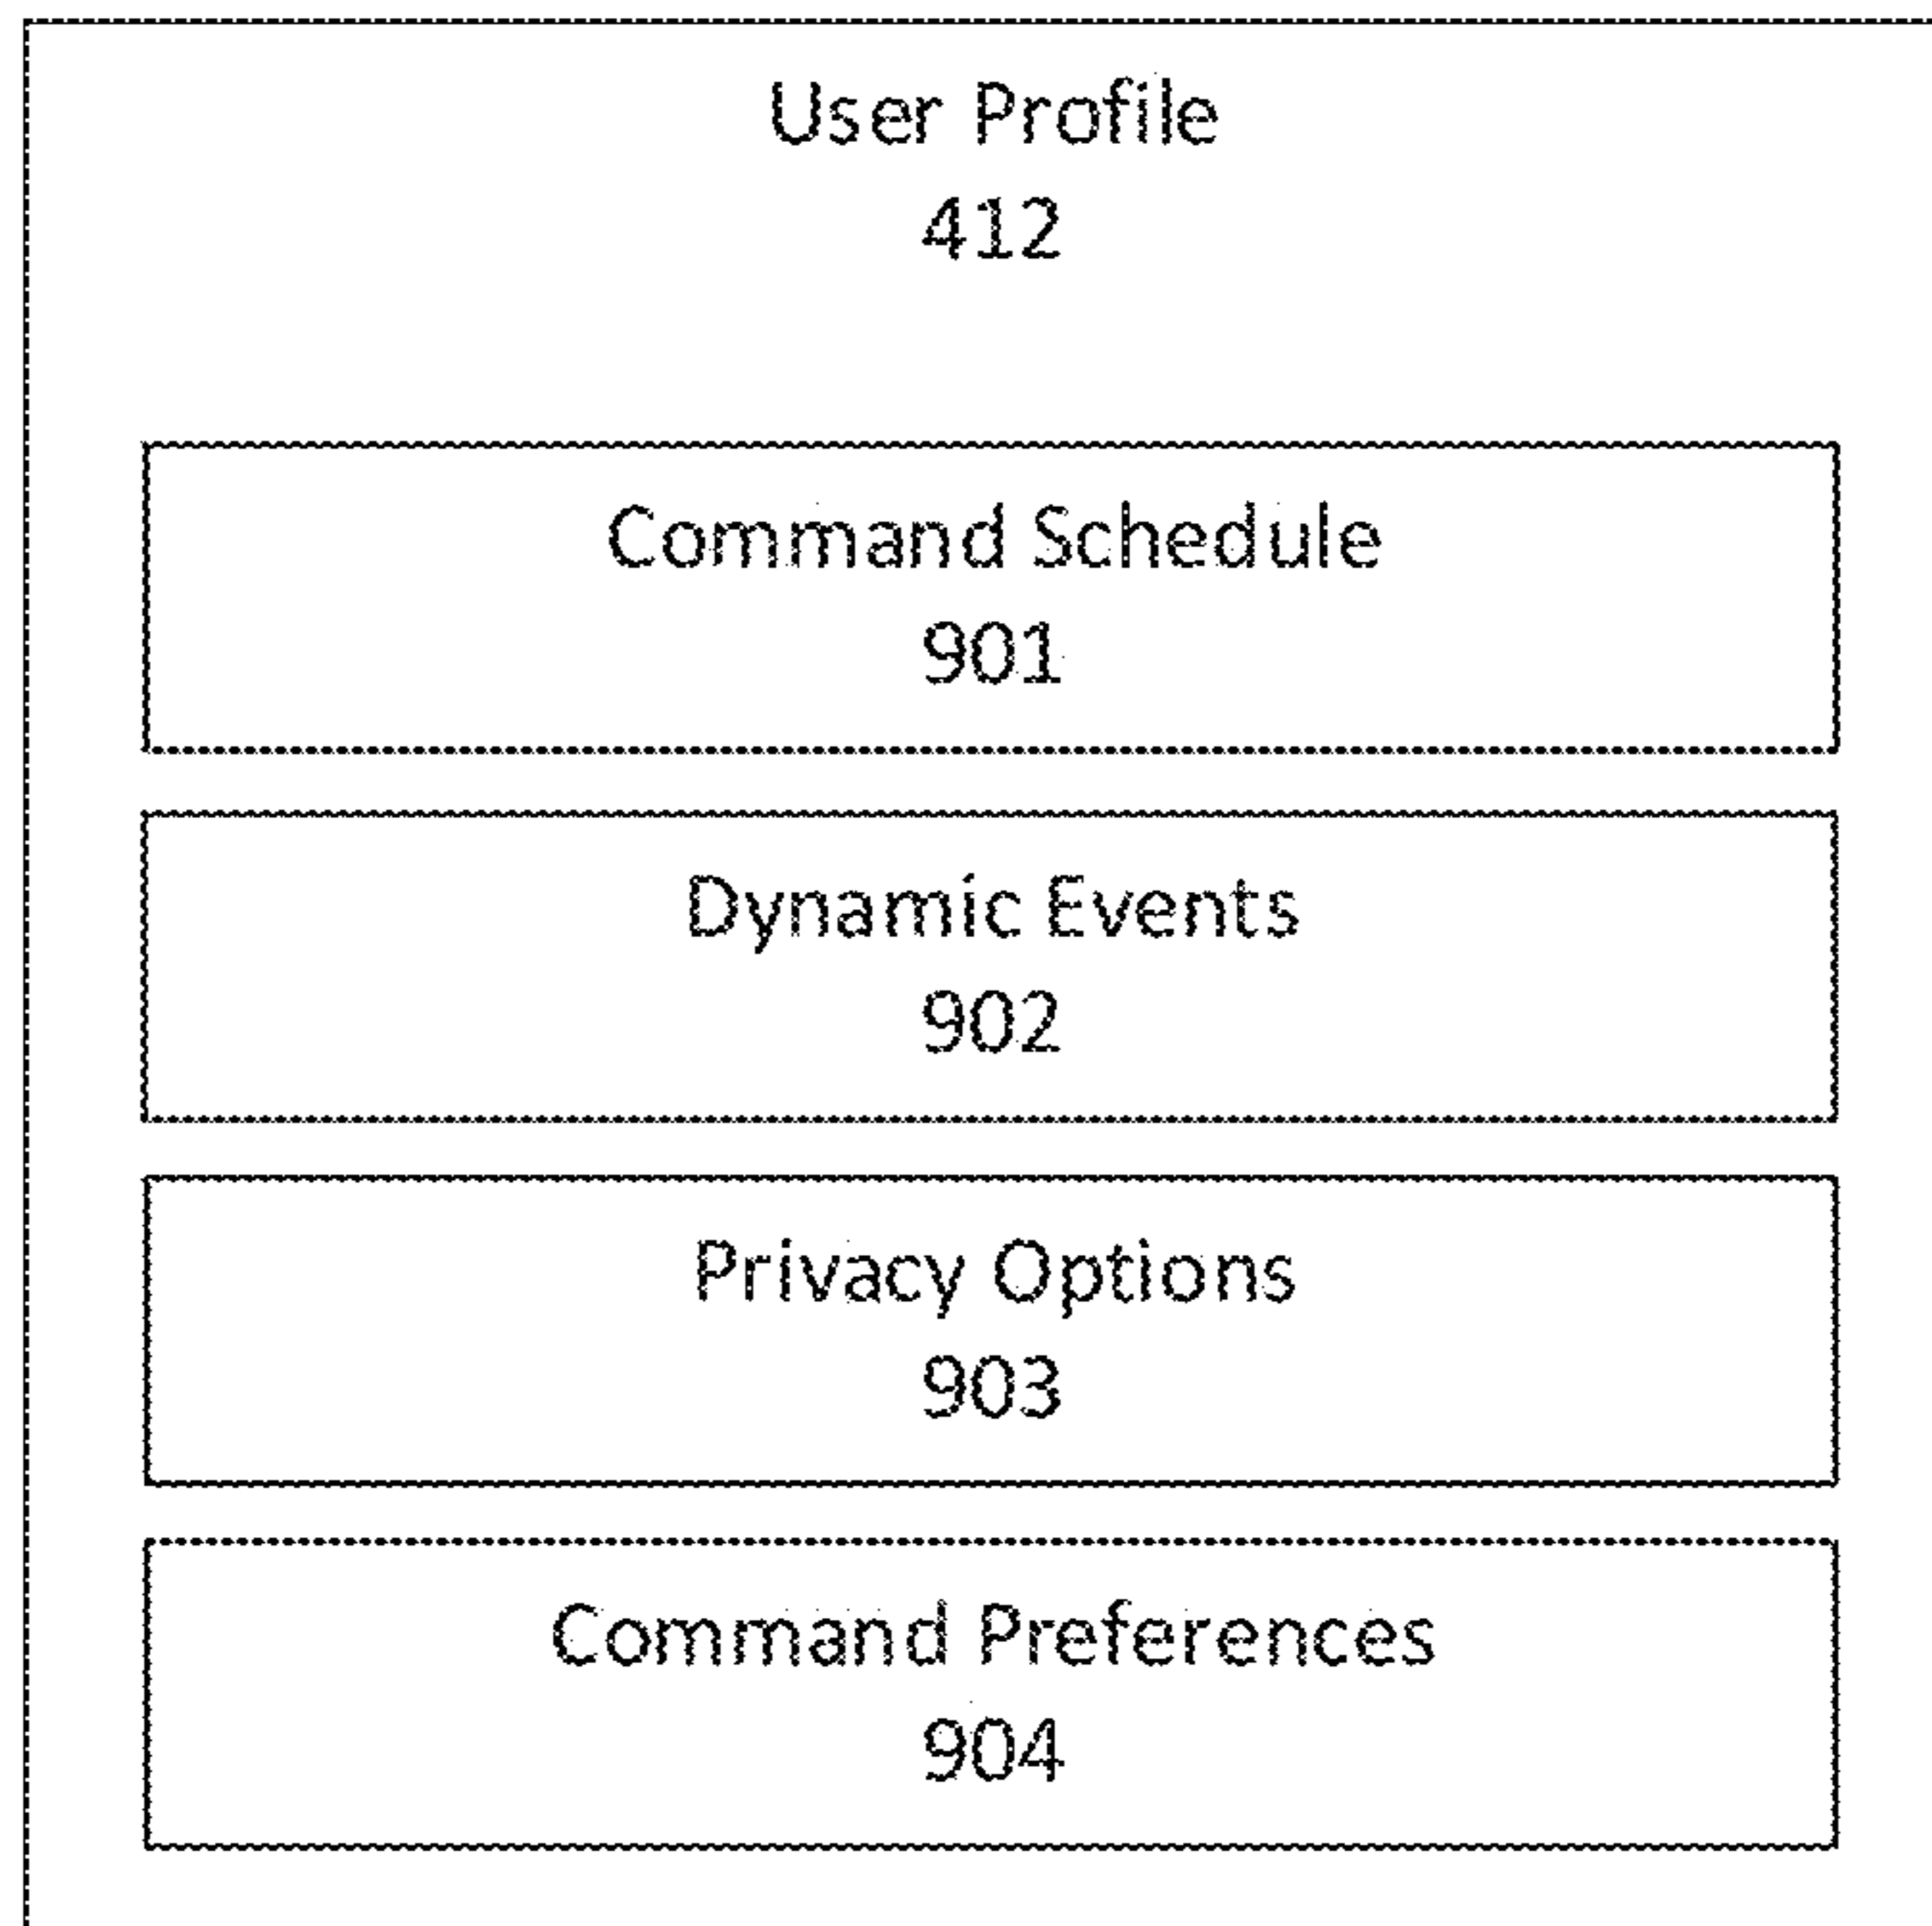 User Profile
412
Command Schedule
901
Dynamic Events
902
Privacy Options
903
Command Preferences
904